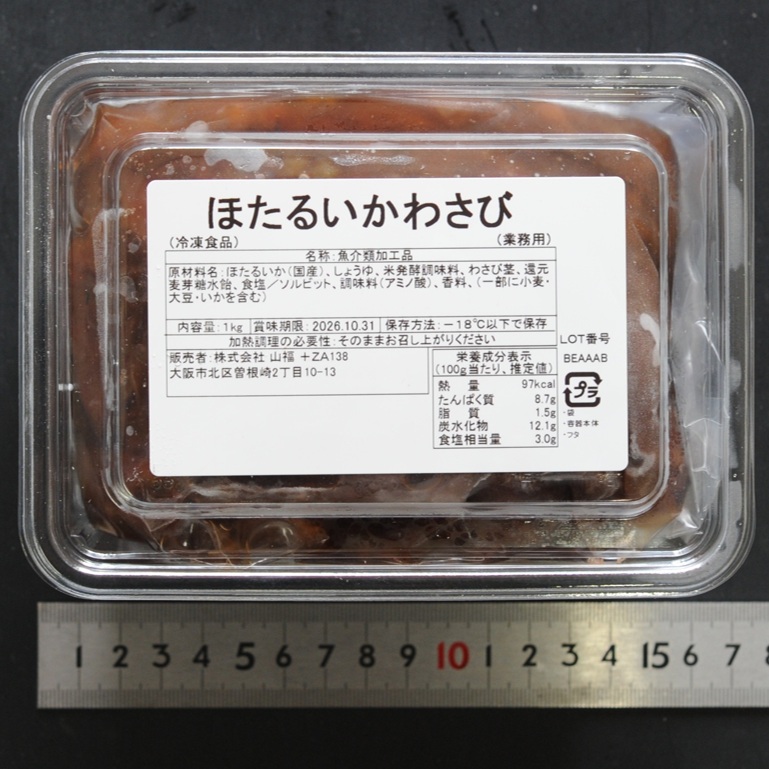 ほたるいかわさび
(冷凍食品) (業務用)
名称:魚介類加工品
原材料名:ほたるいか(国産)、しょうゆ、米発酵調味料、わさび茎、還元
麦芽糖水飴、食塩/ソルビット、調味料(アミノ酸)、香料、(一部に小麦・
大豆・いかを含む)
内容量:1kg 賞味期限:2026.10.31 保存方法:-18℃以下で保存
加熱調理の必要性:そのままお召し上がりください
販売者:株式会社 山福 +ZA138
大阪市北区曽根崎2丁目10-13
栄養成分表示
(100g当たり、推定値)
熱 量 97kcal
たんぱく質 8.7g
脂 質 1.5g
炭水化物 12.1g
食塩相当量 3.0g
LOT番号
BEAAAB
プラ
・袋
・容器本体
・フタ
1 2 3 4 5 6 7 8 9 10 1 2 3 4 15 6 7 8